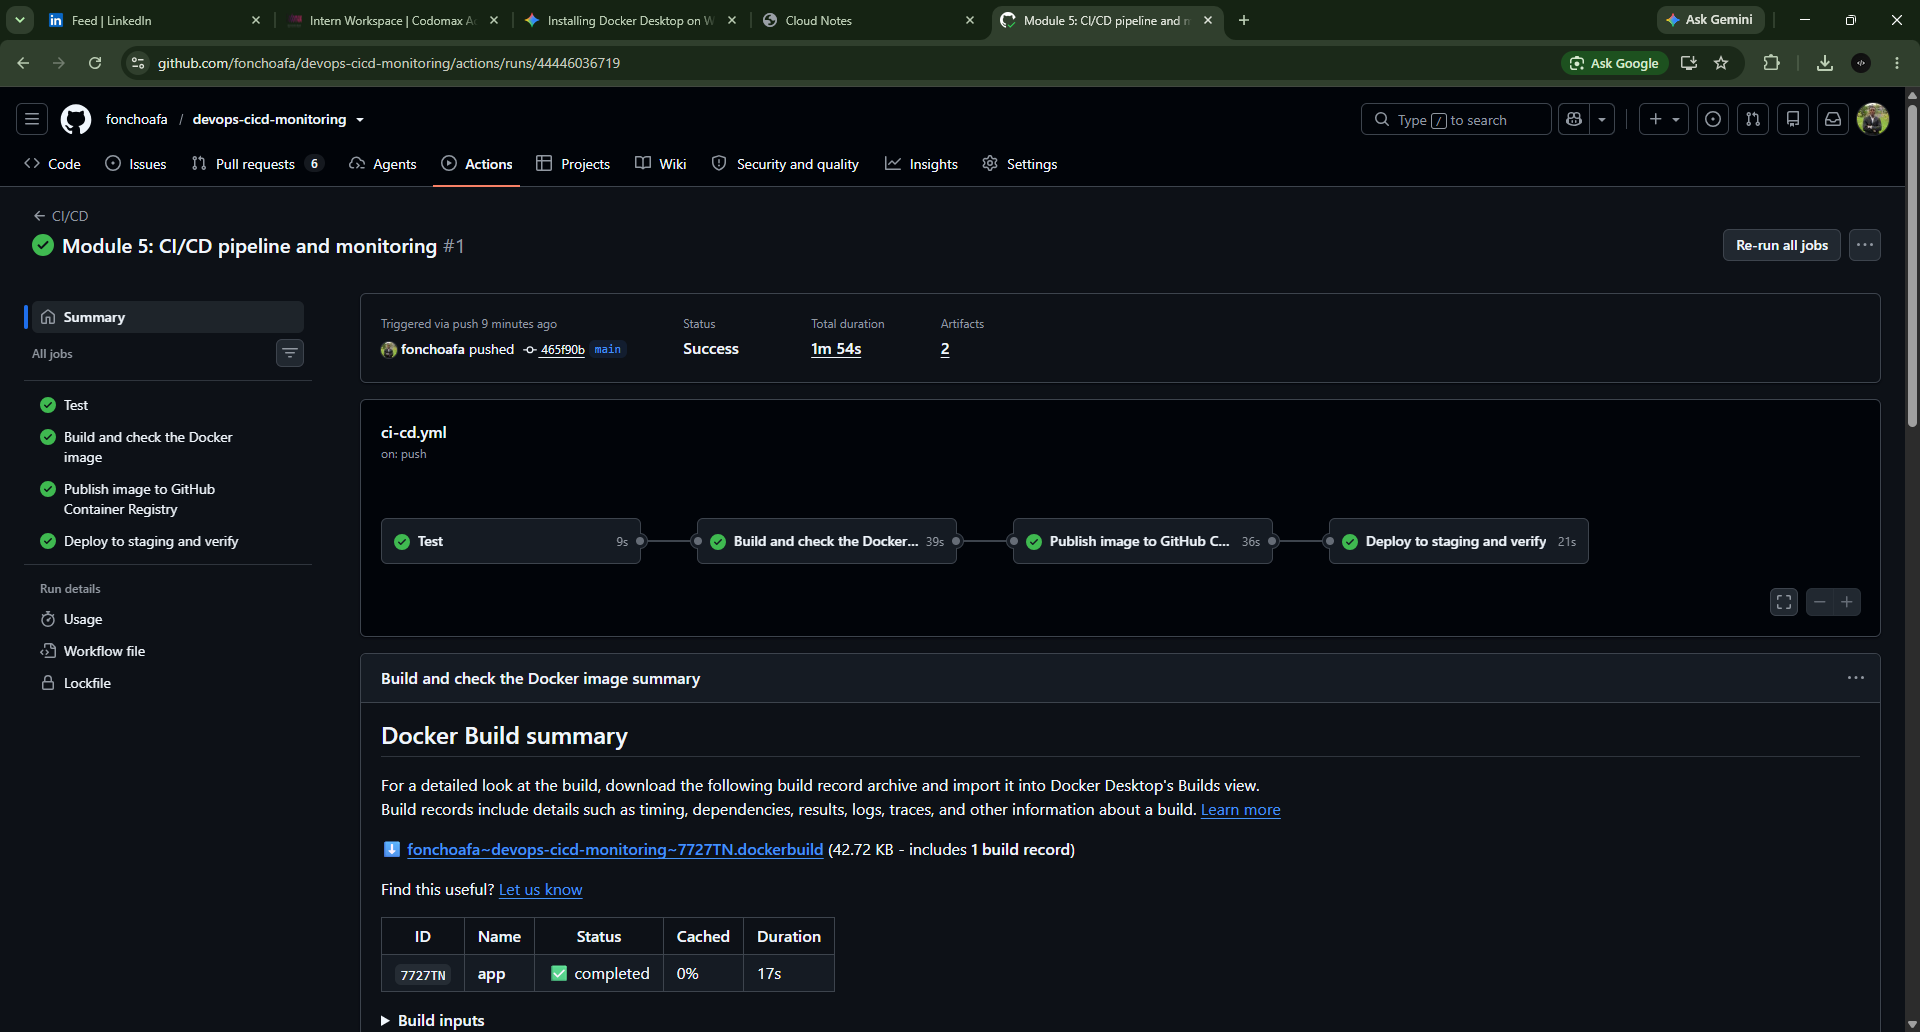 Feed | LinkedIn
Intern Workspace | Codomax Ac
Installing Docker Desktop on W
Cloud Notes
Module 5: CI/CD pipeline and m
Ask Gemini
github.com/fonchoafa/devops-cicd-monitoring/actions/runs/44446036719
Ask Google
fonchoafa / devops-cicd-monitoring
Type / to search
Code
Issues
Pull requests 6
Agents
Actions
Projects
Wiki
Security and quality
Insights
Settings
CI/CD
Module 5: CI/CD pipeline and monitoring #1
Re-run all jobs
Summary
All jobs
Test
Build and check the Docker
image
Publish image to GitHub
Container Registry
Deploy to staging and verify
Run details
Usage
Workflow file
Lockfile
Triggered via push 9 minutes ago
fonchoafa pushed 465f90b main
Status
Success
Total duration
1m 54s
Artifacts
2
ci-cd.yml
on: push
Test 9s
Build and check the Docker... 39s
Publish image to GitHub C... 36s
Deploy to staging and verify 21s
Build and check the Docker image summary
Docker Build summary
For a detailed look at the build, download the following build record archive and import it into Docker Desktop's Builds view.
Build records include details such as timing, dependencies, results, logs, traces, and other information about a build. Learn more
fonchoafa~devops-cicd-monitoring~7727TN.dockerbuild (42.72 KB - includes 1 build record)
Find this useful? Let us know
ID Name Status Cached Duration
7727TN app completed 0% 17s
Build inputs